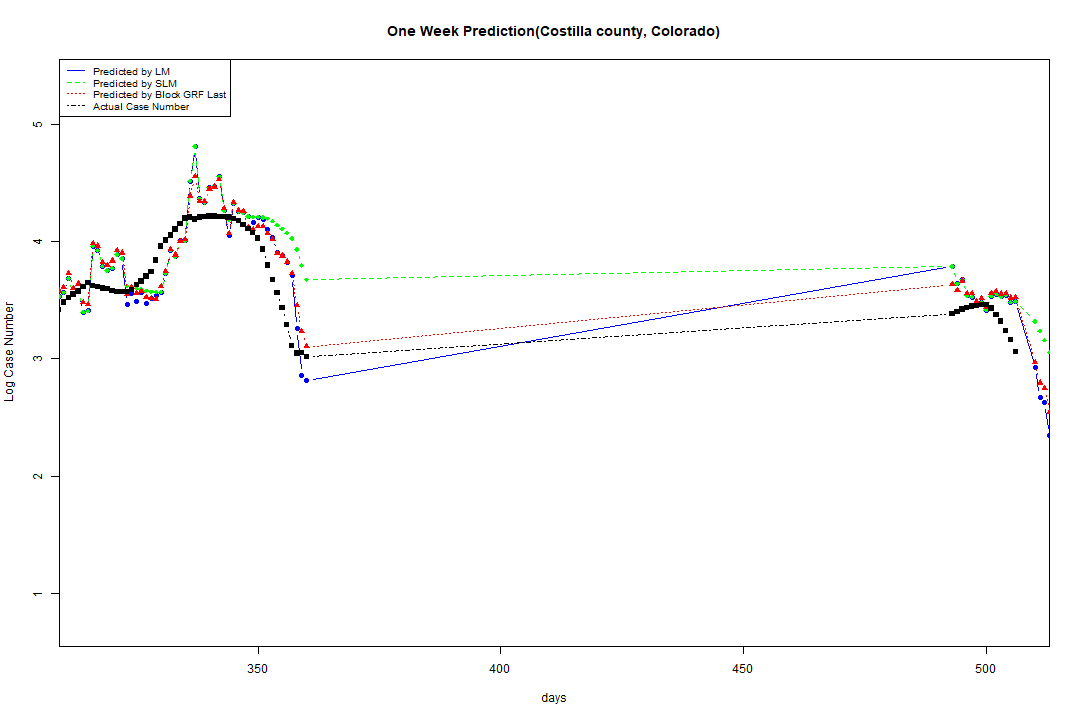 One Week Prediction(Costilla county, Colorado)
Predicted by LM
Predicted by SLM
Predicted by Block GRF Last
Actual Case Number
5
4
3
2
1
Log Case Number
350
400
450
500
days